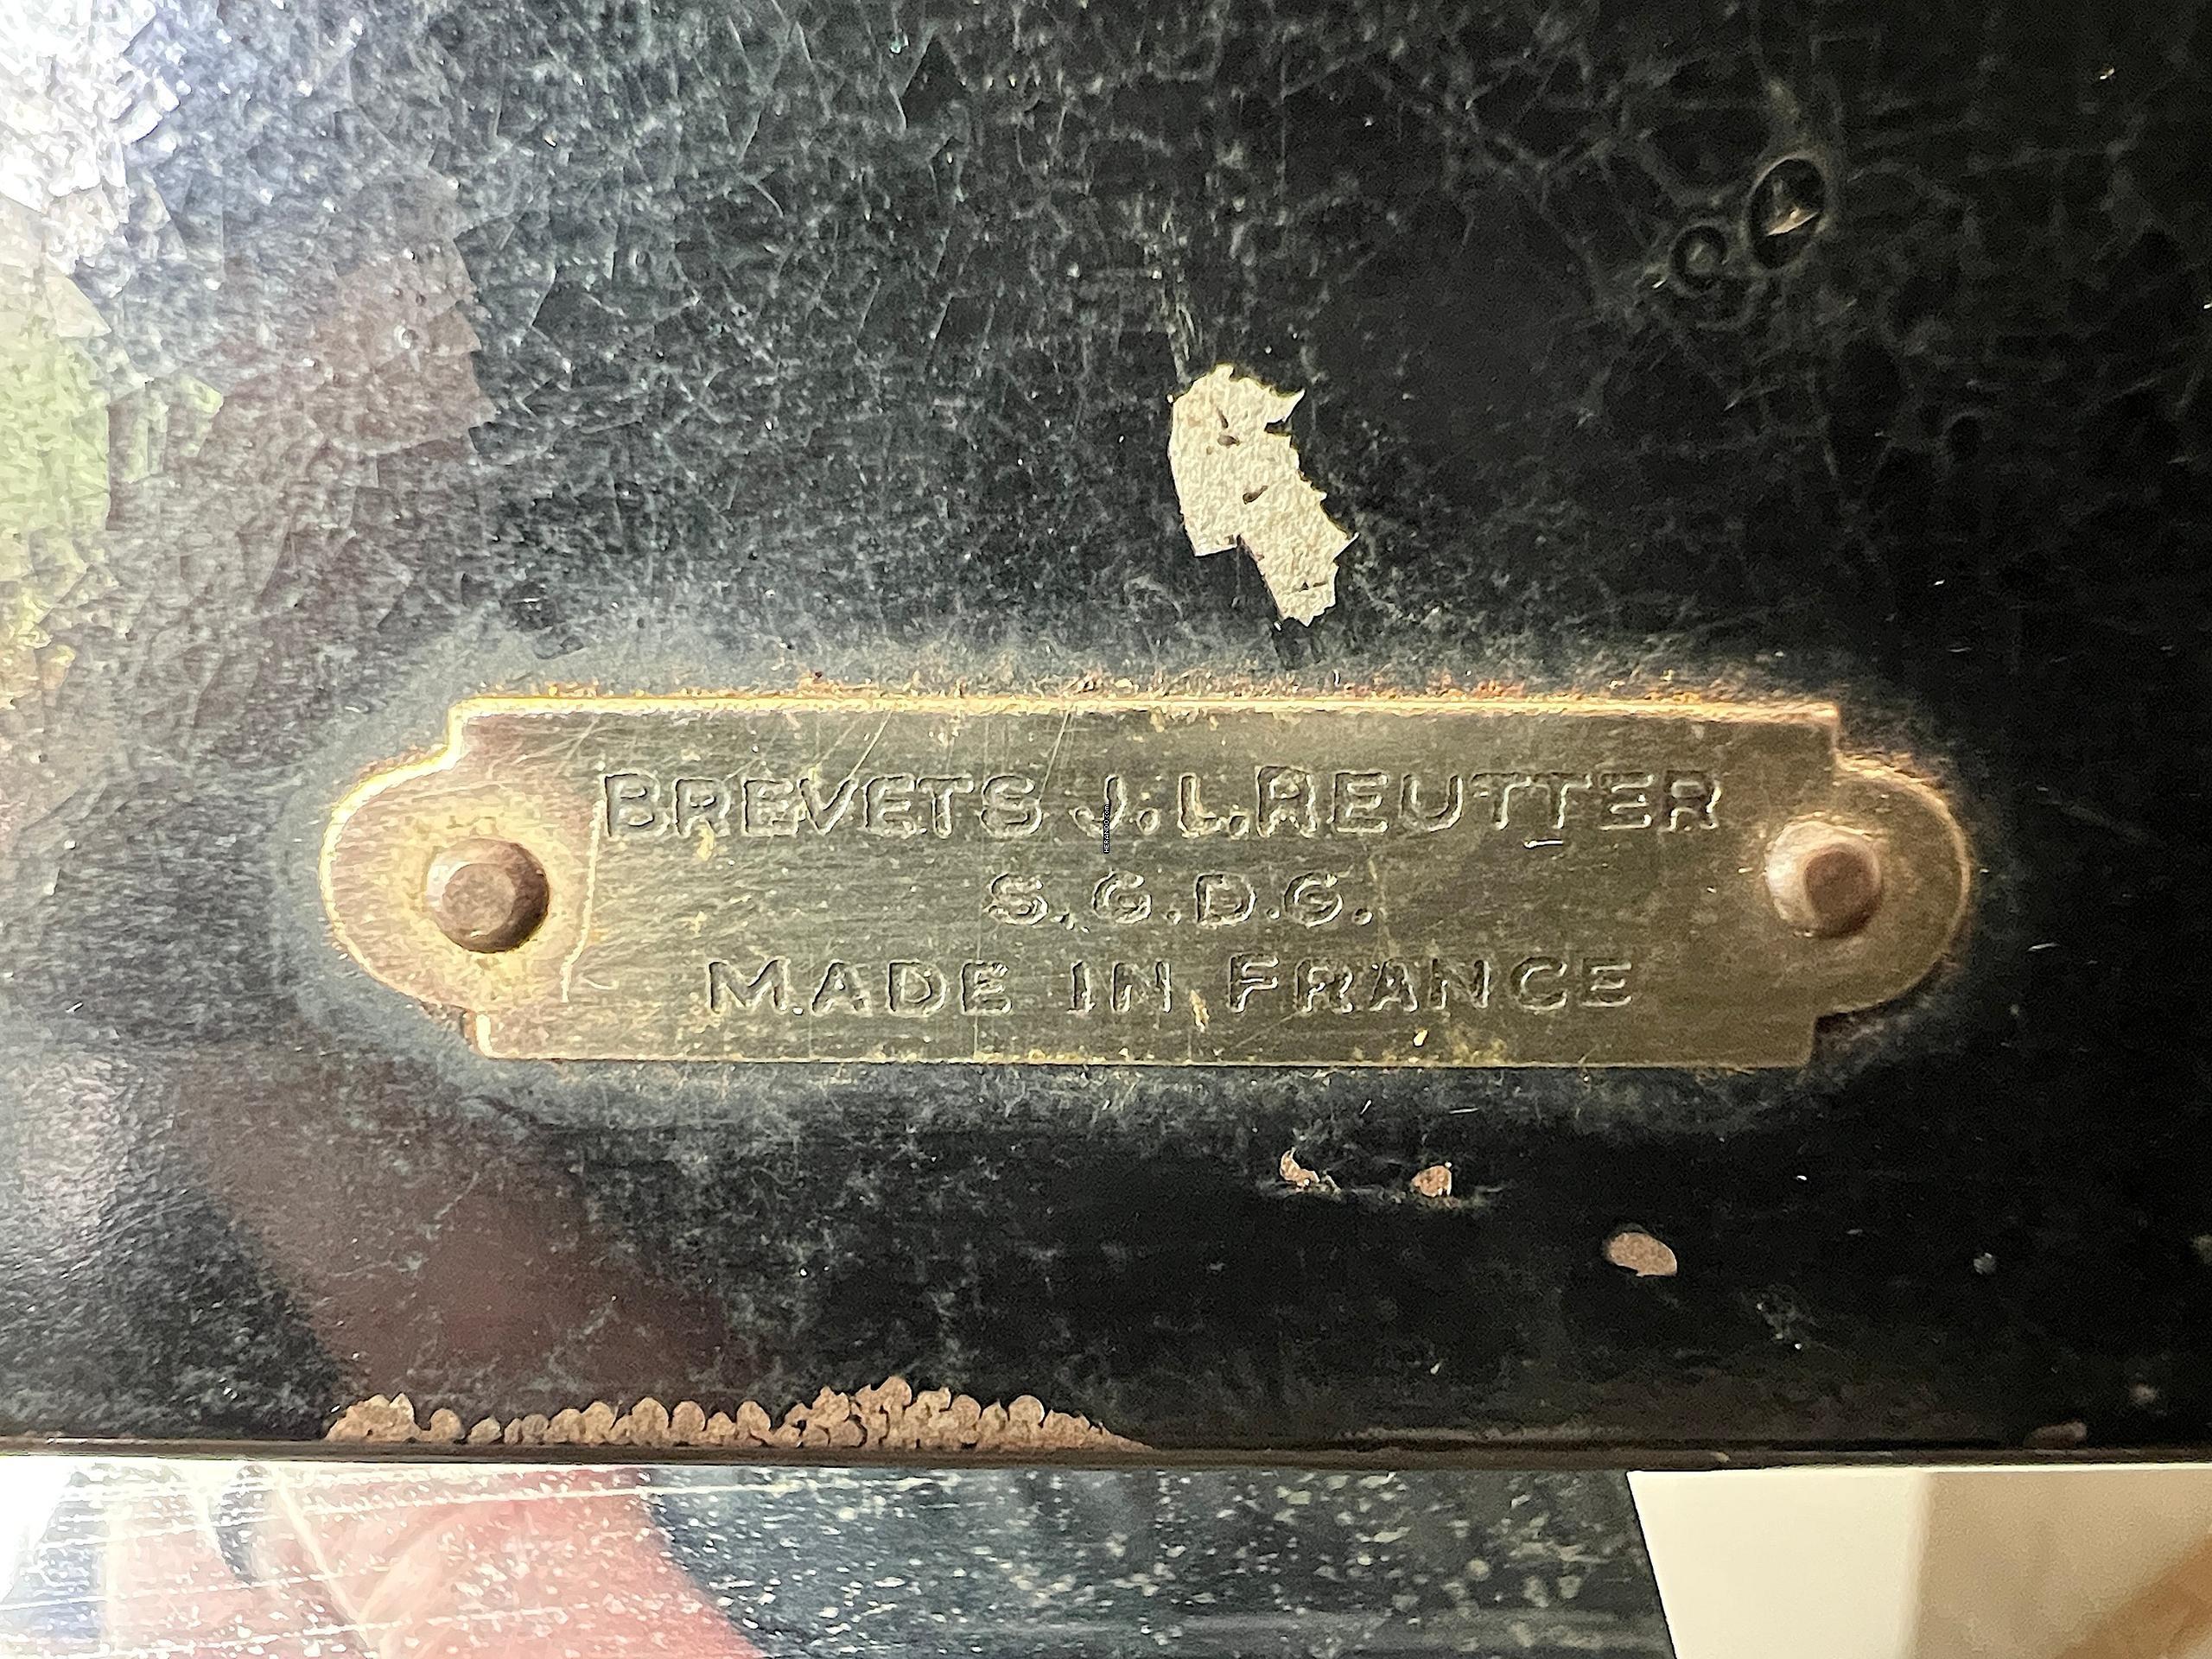 BREVETS J.L.REUTTER
S.G.D.G.
MADE IN FRANCE